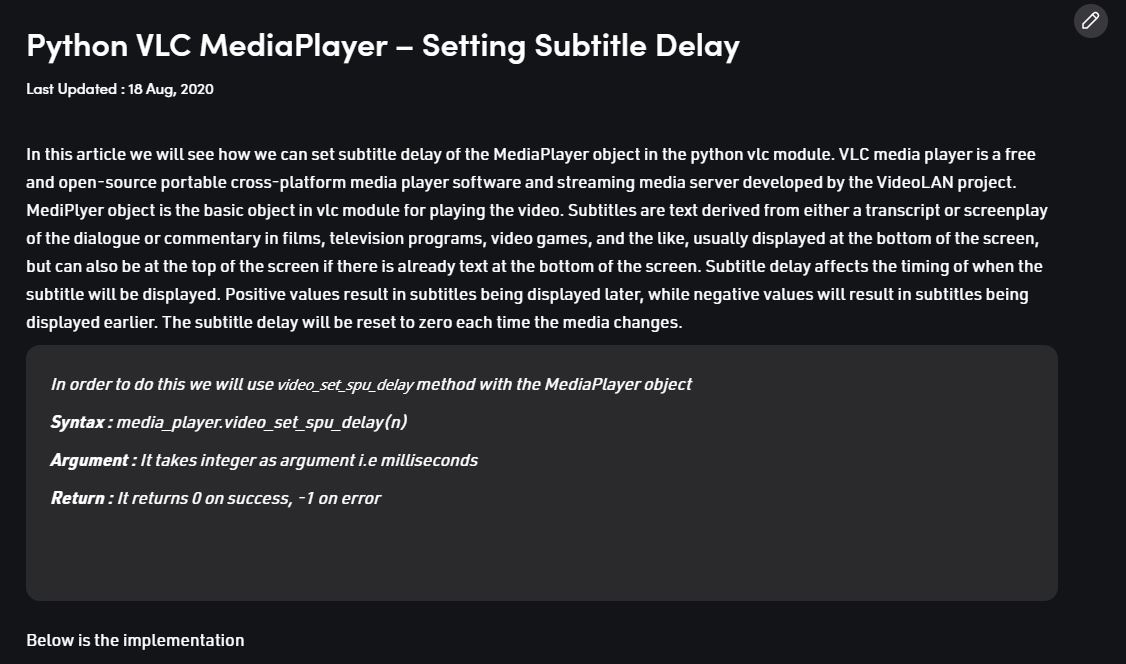 Python VLC MediaPlayer – Setting Subtitle Delay
Last Updated : 18 Aug, 2020
In this article we will see how we can set subtitle delay of the MediaPlayer object in the python vlc module. VLC media player is a free
and open-source portable cross-platform media player software and streaming media server developed by the VideoLAN project.
MediPlyer object is the basic object in vlc module for playing the video. Subtitles are text derived from either a transcript or screenplay
of the dialogue or commentary in films, television programs, video games, and the like, usually displayed at the bottom of the screen,
but can also be at the top of the screen if there is already text at the bottom of the screen. Subtitle delay affects the timing of when the
subtitle will be displayed. Positive values result in subtitles being displayed later, while negative values will result in subtitles being
displayed earlier. The subtitle delay will be reset to zero each time the media changes.
In order to do this we will use video_set_spu_delay method with the MediaPlayer object
Syntax : media_player.video_set_spu_delay(n)
Argument : It takes integer as argument i.e milliseconds
Return : It returns 0 on success, -1 on error
Below is the implementation